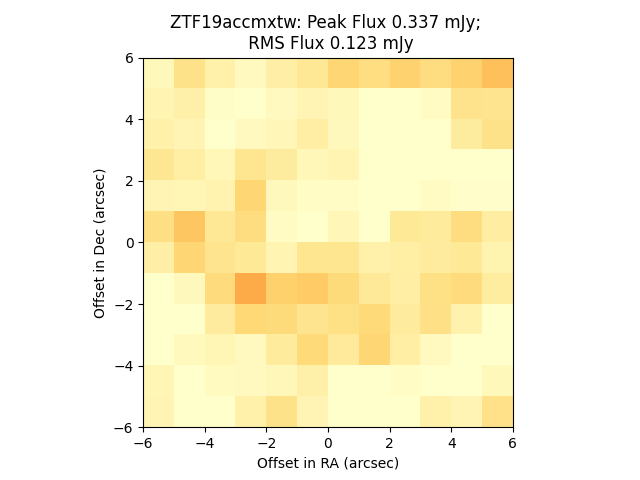 ZTF19accmxtw: Peak Flux 0.337 mJy;
RMS Flux 0.123 mJy
6
4
2
0
−2
−4
−6
Offset in Dec (arcsec)
−6 −4 −2 0 2 4 6
Offset in RA (arcsec)